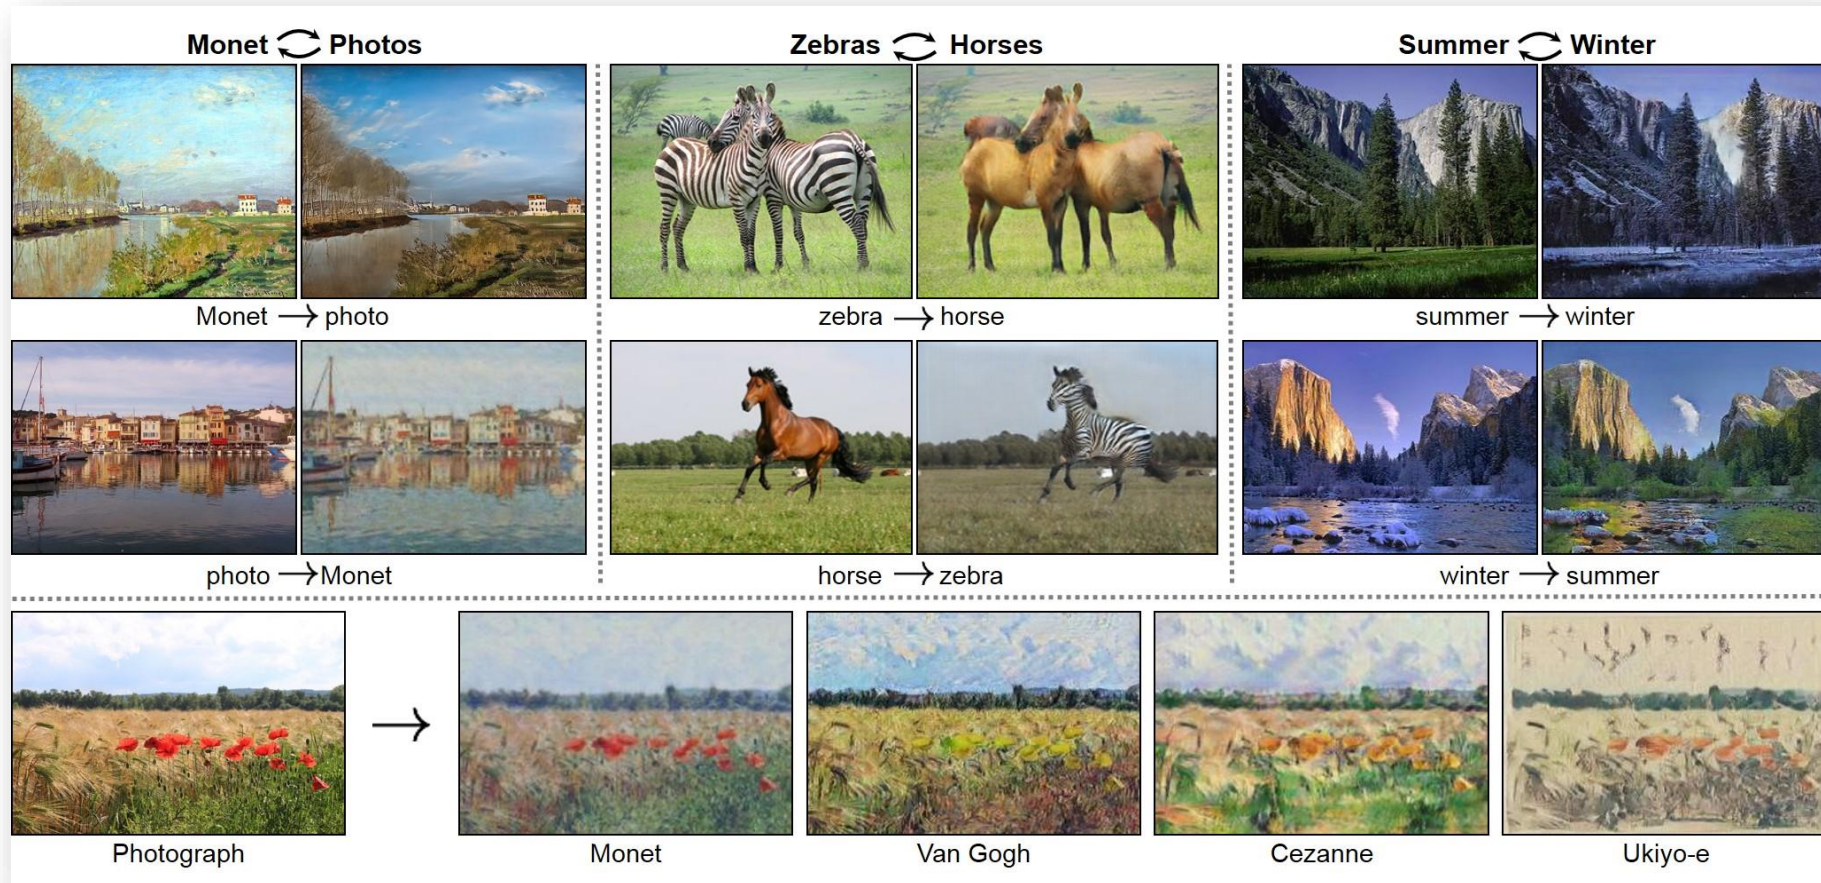 Monet ⇄ Photos
Zebras ⇄ Horses
Summer ⇄ Winter
Monet → photo
zebra → horse
summer → winter
photo → Monet
horse → zebra
winter → summer
Photograph
Monet
Van Gogh
Cezanne
Ukiyo-e